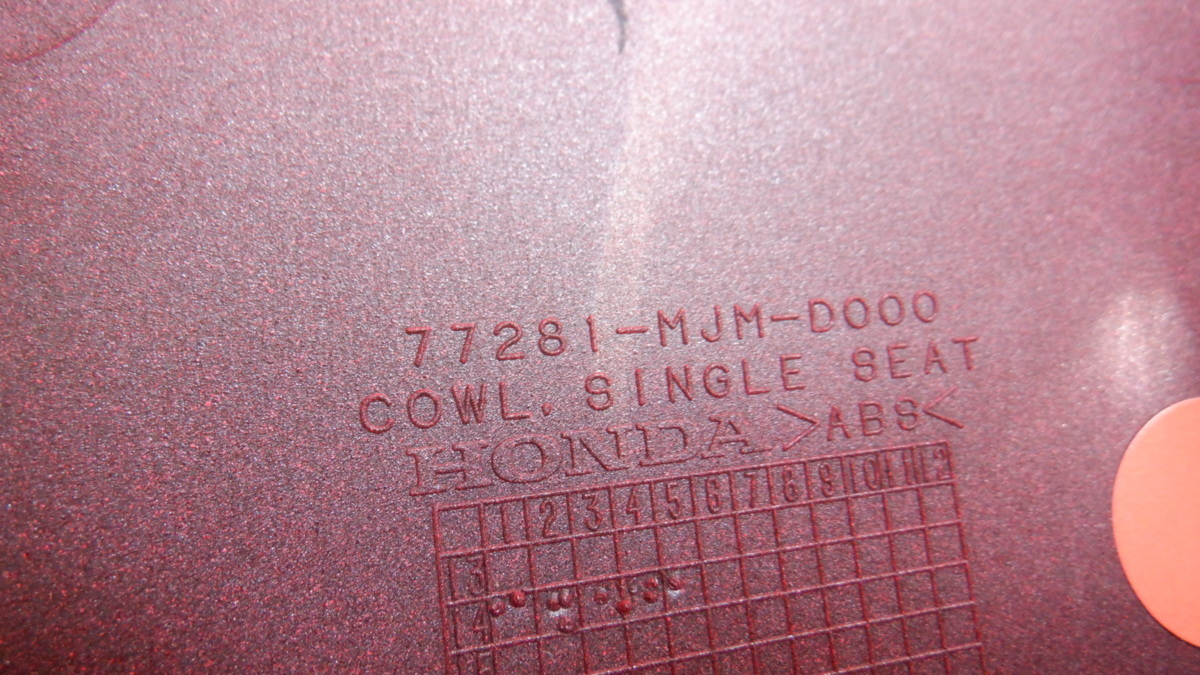 77281-MJM-D000
COWL. SINGLE SEAT
HONDA >ABS<
1 2 3 4 5 6 7 8 9 10 11 12
3
4